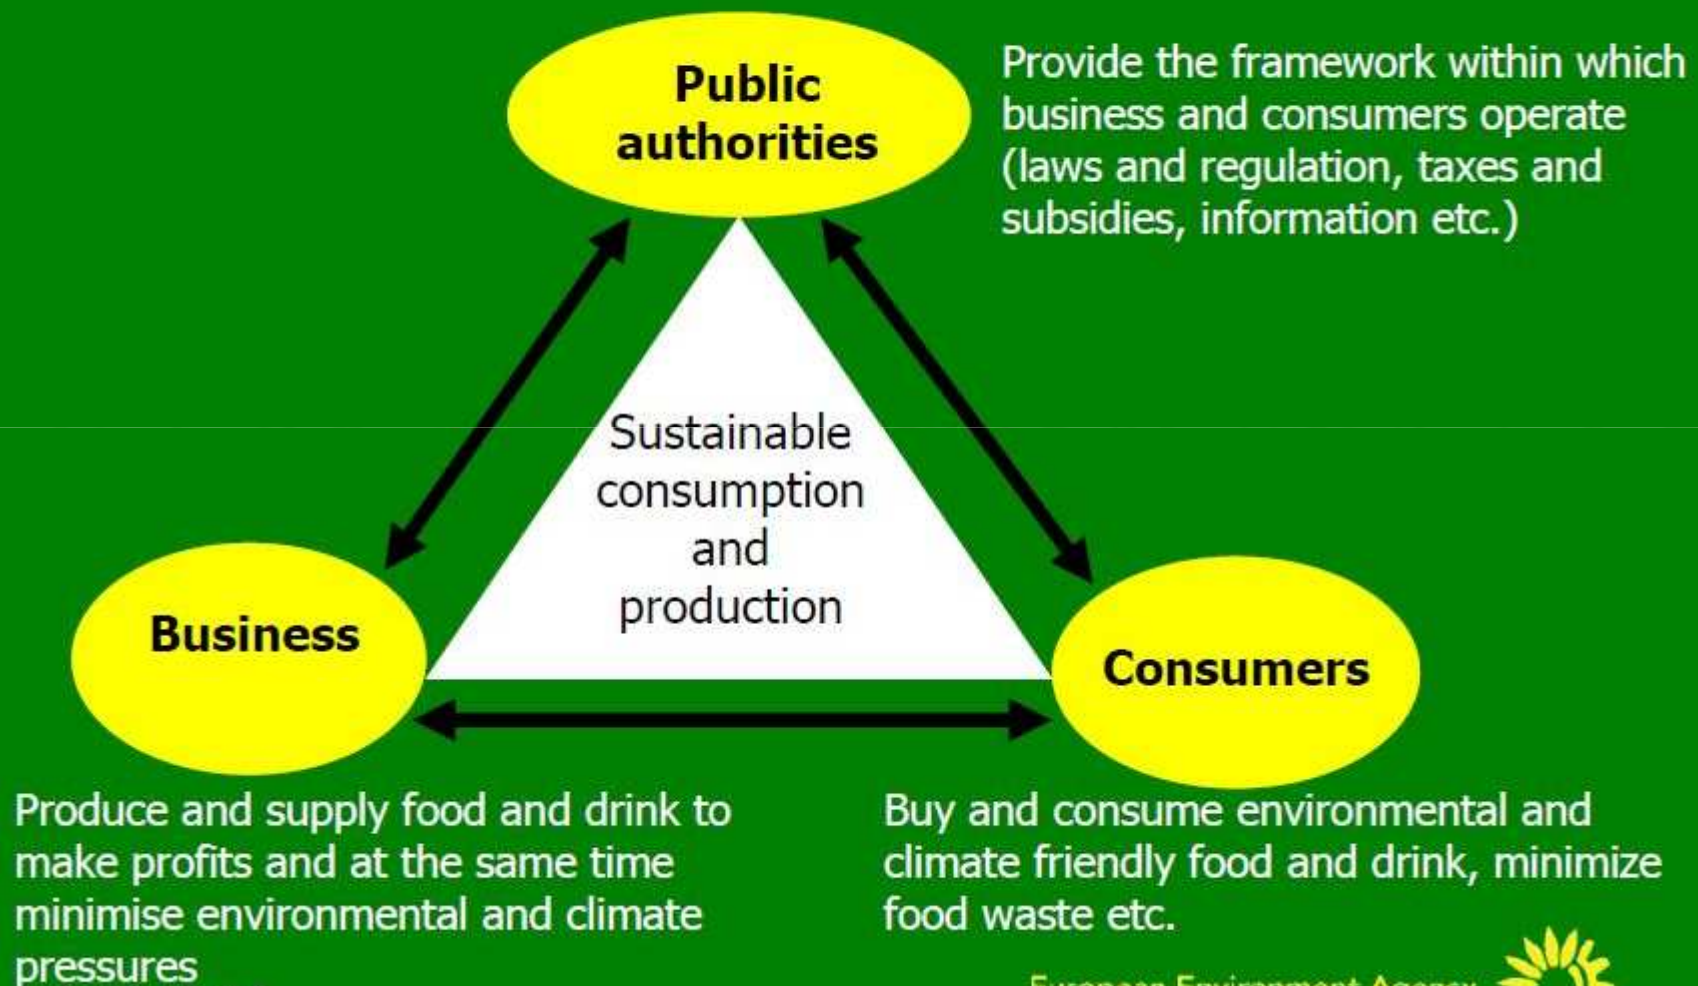 Public
authorities
Provide the framework within which
business and consumers operate
(laws and regulation, taxes and
subsidies, information etc.)
Sustainable
consumption
and
production
Business
Consumers
Produce and supply food and drink to
make profits and at the same time
minimise environmental and climate
pressures
Buy and consume environmental and
climate friendly food and drink, minimize
food waste etc.
European Environment Agency